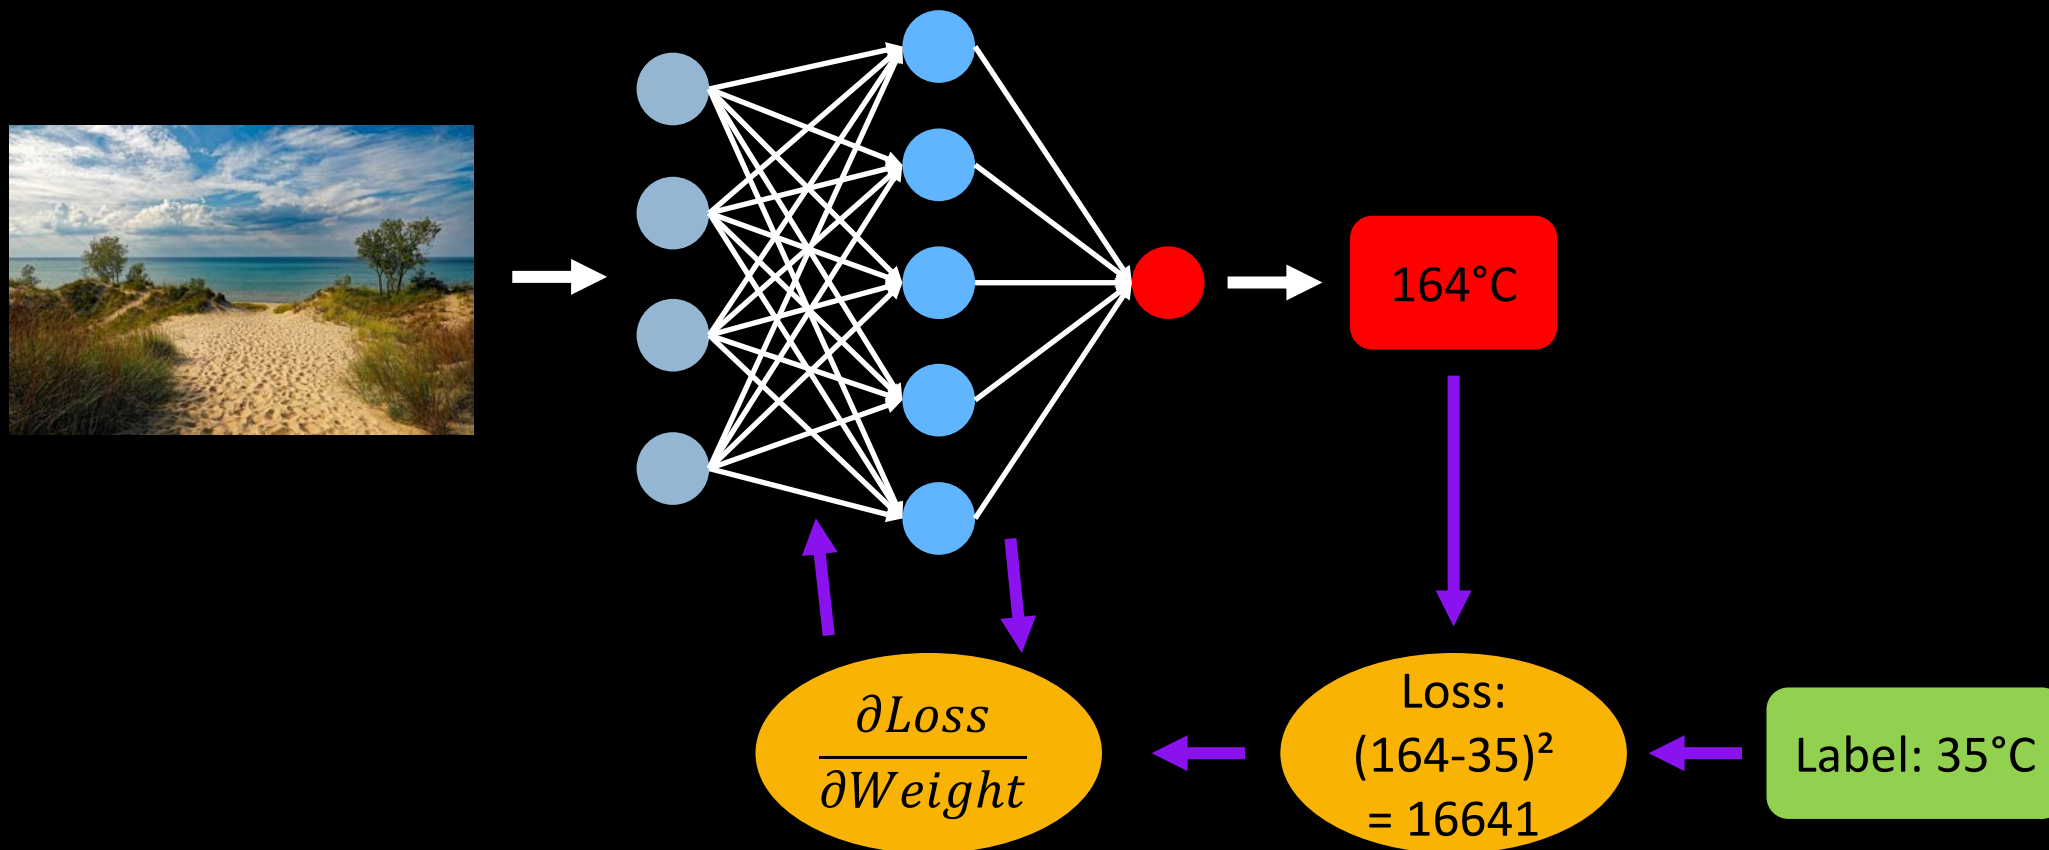 164°C
∂Loss
∂Weight
Loss:
(164-35)²
= 16641
Label: 35°C